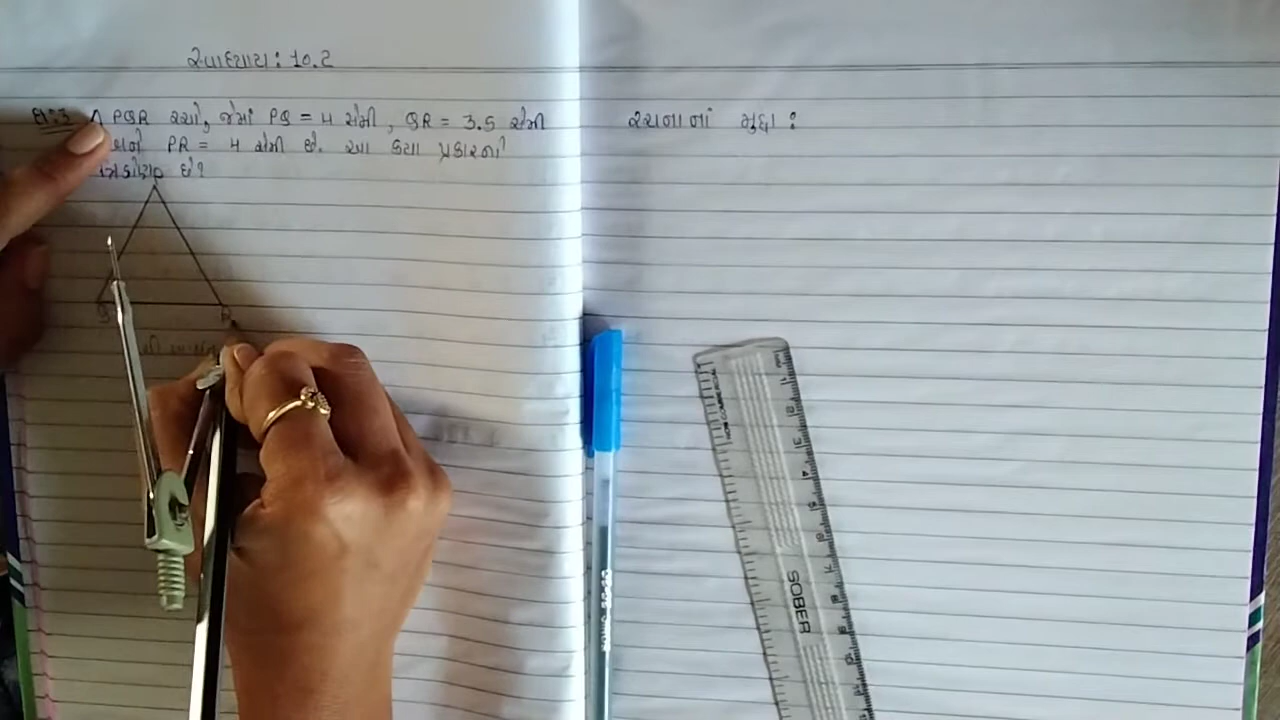 સ્વાધ્યાય: 10.2
દા:3 △ PQR રચો, જેમાં PQ = 4 સેમી, QR = 3.5 સેમી
અને PR = 4 સેમી છે. આ કયા પ્રકારનો
ત્રિકોણ છે?
P
Q R
રચનાનાં મુદ્દા:
SOBER